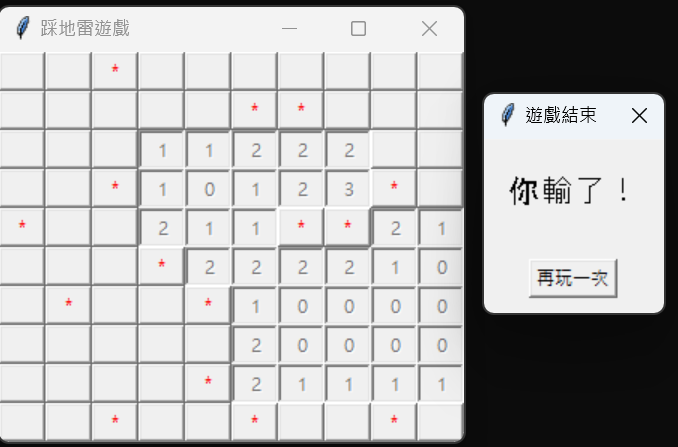 踩地雷遊戲
*
* *
1 1 2 2 2
* 1 0 1 2 3 *
* 2 1 1 * * 2 1
* 2 2 2 2 1 0
* * 1 0 0 0 0
2 0 0 0 0
* 2 1 1 1 1
* * *
遊戲結束
你輸了！
再玩一次